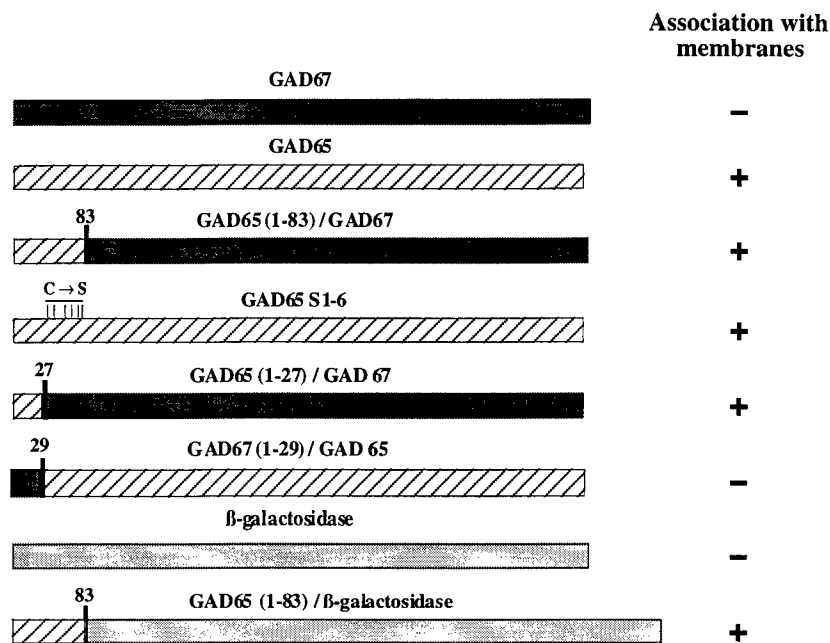 Association with
membranes
GAD67
−
GAD65
+
83
GAD65 (1-83) / GAD67
+
C → S
GAD65 S1-6
+
27
GAD65 (1-27) / GAD 67
+
29
GAD67 (1-29) / GAD 65
−
ß-galactosidase
−
83
GAD65 (1-83) / ß-galactosidase
+